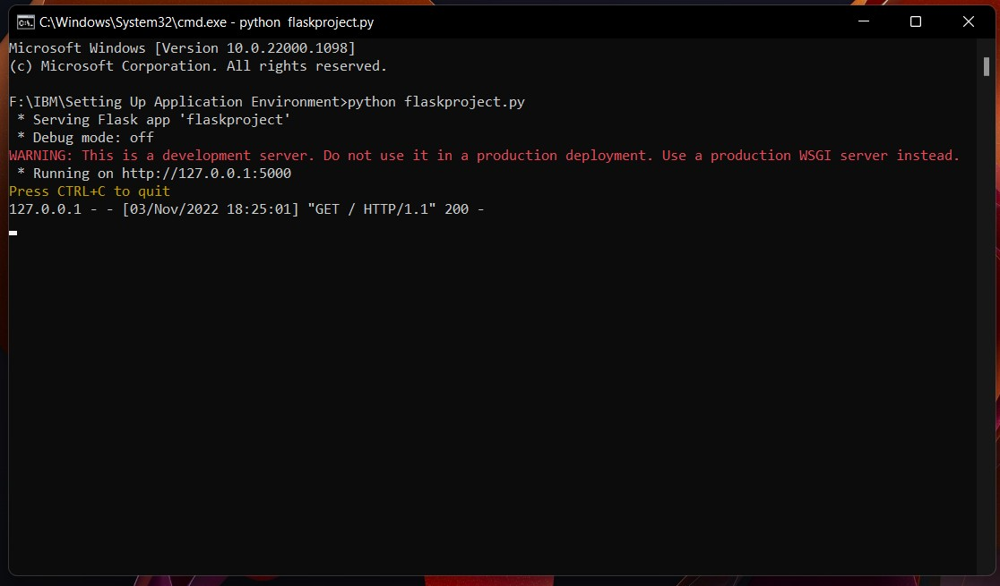 C:\Windows\System32\cmd.exe - python  flaskproject.py
Microsoft Windows [Version 10.0.22000.1098]
(c) Microsoft Corporation. All rights reserved.
F:\IBM\Setting Up Application Environment>python flaskproject.py
 * Serving Flask app 'flaskproject'
 * Debug mode: off
WARNING: This is a development server. Do not use it in a production deployment. Use a production WSGI server instead.
 * Running on http://127.0.0.1:5000
Press CTRL+C to quit
127.0.0.1 - - [03/Nov/2022 18:25:01] "GET / HTTP/1.1" 200 -